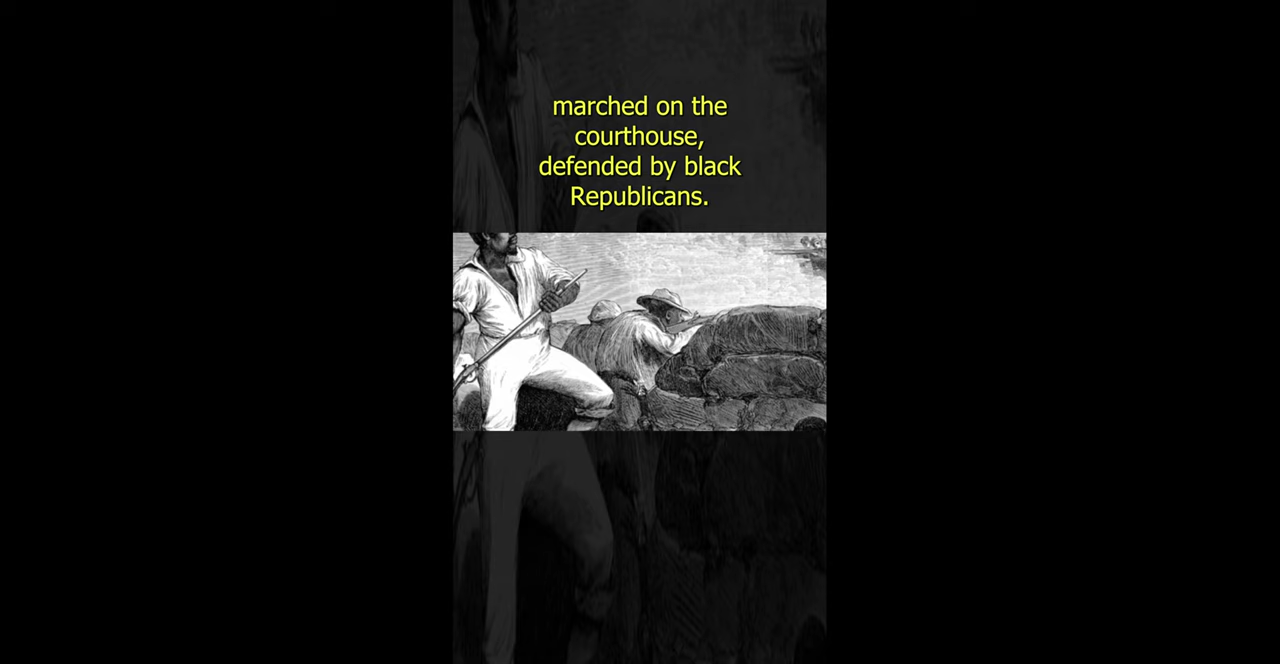 marched on the
courthouse,
defended by black
Republicans.